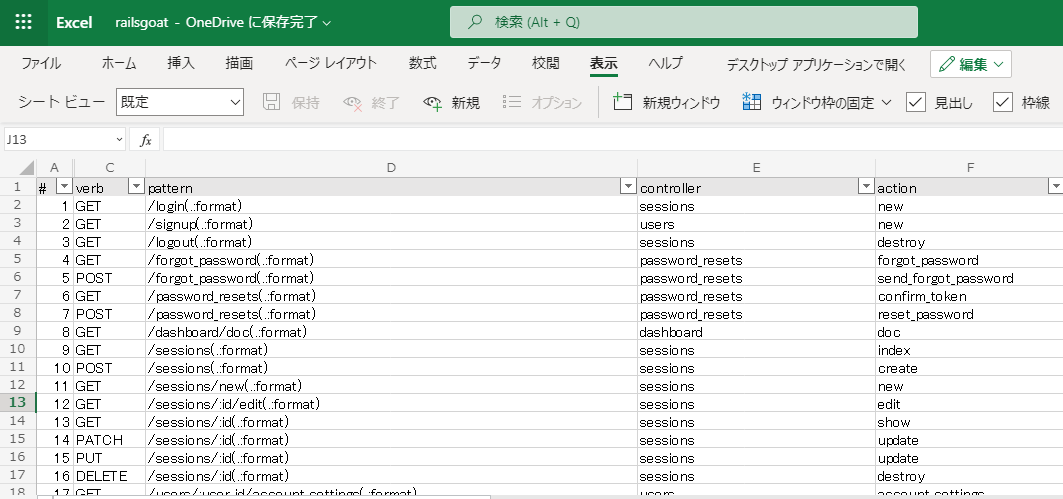 Excel railsgoat - OneDrive に保存完了 検索 (Alt + Q)
ファイル ホーム 挿入 描画 ページ レイアウト 数式 データ 校閲 表示 ヘルプ デスクトップ アプリケーションで開く 編集
シート ビュー 既定 保持 終了 新規 オプション 新規ウィンドウ ウィンドウ枠の固定 見出し 枠線
J13 fx
A C D E F
1 # verb pattern controller action
2 1 GET /login(.:format) sessions new
3 2 GET /signup(.:format) users new
4 3 GET /logout(.:format) sessions destroy
5 4 GET /forgot_password(.:format) password_resets forgot_password
6 5 POST /forgot_password(.:format) password_resets send_forgot_password
7 6 GET /password_resets(.:format) password_resets confirm_token
8 7 POST /password_resets(.:format) password_resets reset_password
9 8 GET /dashboard/doc(.:format) dashboard doc
10 9 GET /sessions(.:format) sessions index
11 10 POST /sessions(.:format) sessions create
12 11 GET /sessions/new(.:format) sessions new
13 12 GET /sessions/:id/edit(.:format) sessions edit
14 13 GET /sessions/:id(.:format) sessions show
15 14 PATCH /sessions/:id(.:format) sessions update
16 15 PUT /sessions/:id(.:format) sessions update
17 16 DELETE /sessions/:id(.:format) sessions destroy
18 17 GET /users/:user_id/account_settings(.:format) users account_settings